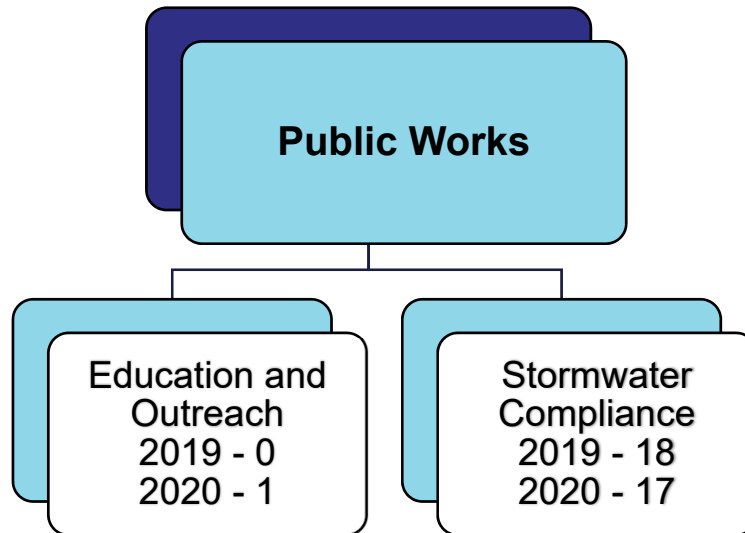 Public Works
Education and
Outreach
2019 - 0
2020 - 1
Stormwater
Compliance
2019 - 18
2020 - 17